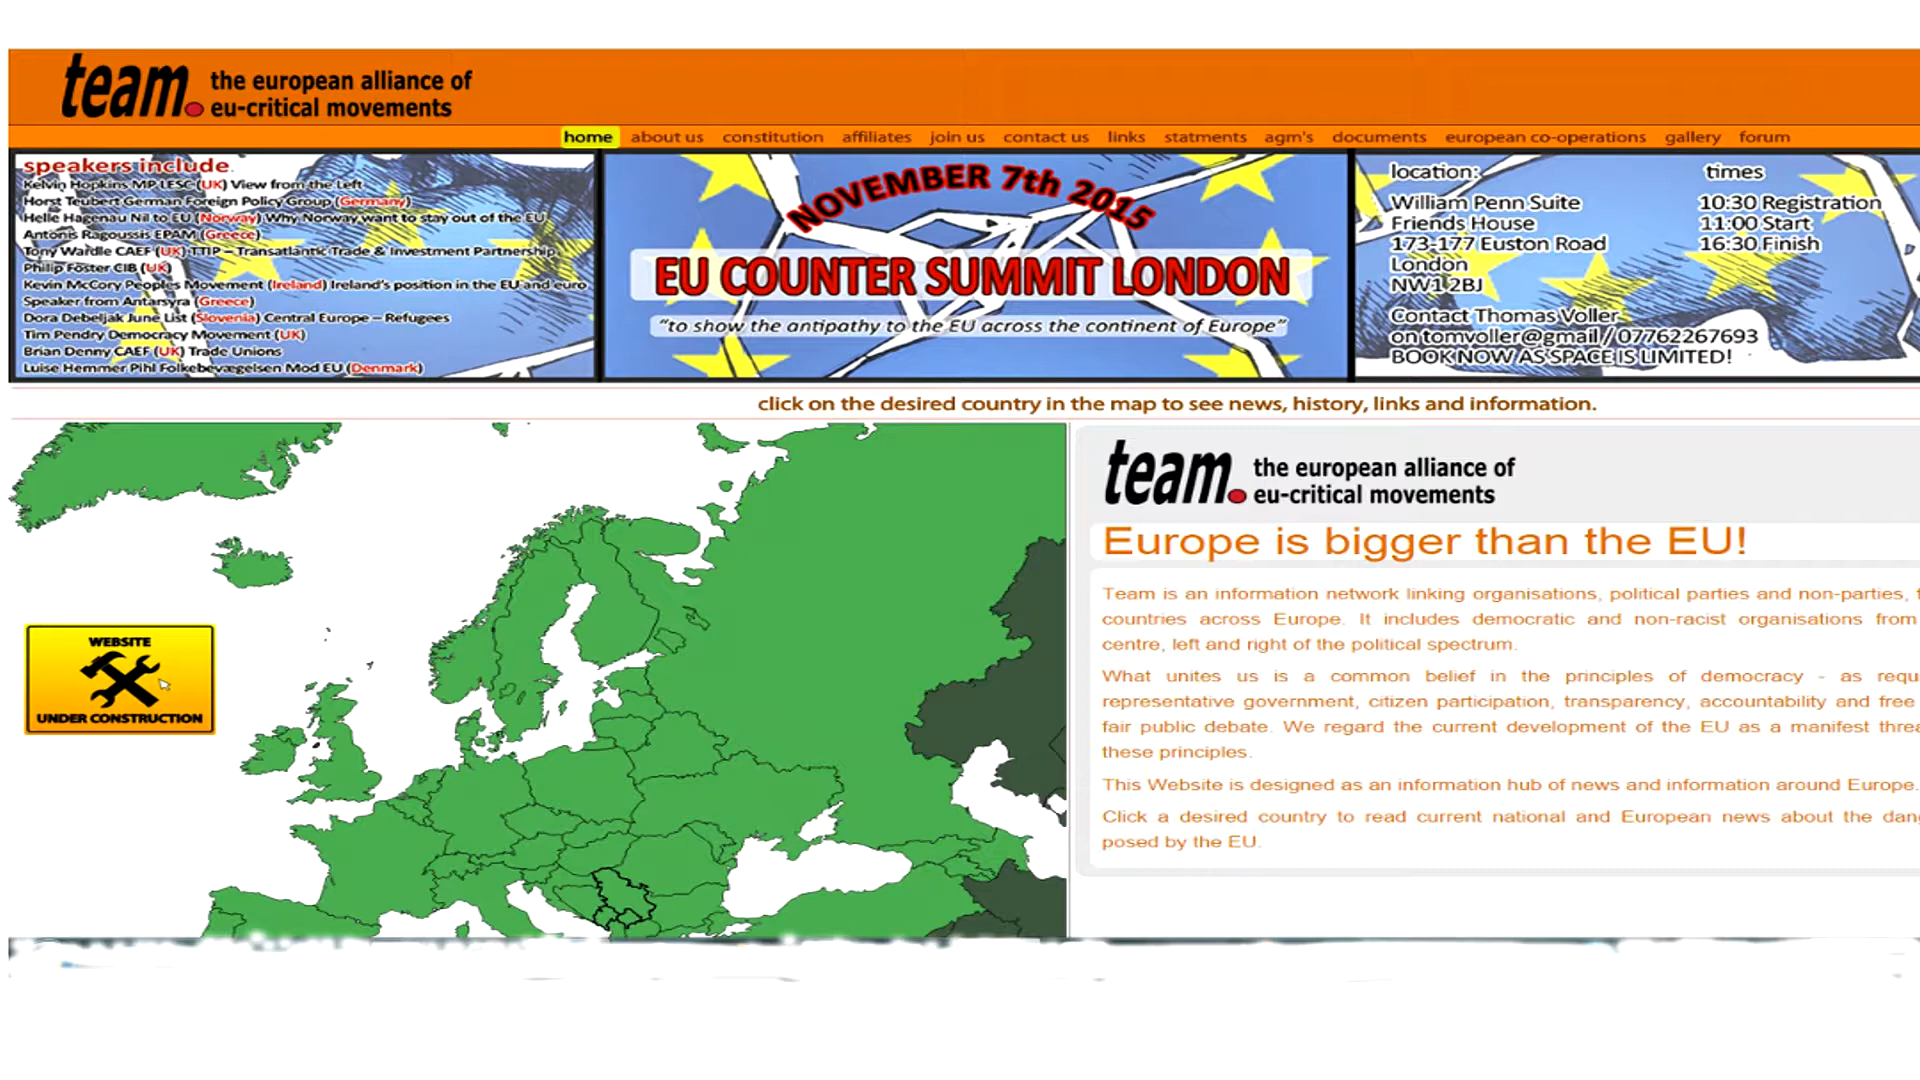 team. the european alliance of
eu-critical movements
home about us constitution affiliates join us contact us links statments agm's documents european co-operations gallery forum
speakers include
Kelvin Hopkins MP LESC (UK) View from the Left
Horst Teubert German Foreign Policy Group (Germany)
Helle Hagenau Nil to EU (Norway) Why Norway want to stay out of the EU
Antonis Ragoussis EPAM (Greece)
Tony Wardle CAEF (UK) TTIP – Transatlantic Trade & Investment Partnership
Philip Foster CIB (UK)
Kevin McCory Peoples Movement (Ireland) Ireland's position in the EU and euro
Speaker from Antarsyra (Greece)
Dora Debeljak June List (Slovenia) Central Europe – Refugees
Tim Pendry Democracy Movement (UK)
Brian Denny CAEF (UK) Trade Unions
Luise Hemmer Pihl Folkebevægelsen Mod EU (Denmark)
NOVEMBER 7th 2015
EU COUNTER SUMMIT LONDON
"to show the antipathy to the EU across the continent of Europe"
location: times
William Penn Suite 10:30 Registration
Friends House 11:00 Start
173-177 Euston Road 16:30 Finish
London
NW1 2BJ
Contact Thomas Voller
on tomvoller@gmail / 07762267693
BOOK NOW AS SPACE IS LIMITED!
click on the desired country in the map to see news, history, links and information.
WEBSITE
UNDER CONSTRUCTION
team. the european alliance of
eu-critical movements
Europe is bigger than the EU!
Team is an information network linking organisations, political parties and non-parties,
countries across Europe. It includes democratic and non-racist organisations from
centre, left and right of the political spectrum.
What unites us is a common belief in the principles of democracy - as requ
representative government, citizen participation, transparency, accountability and free
fair public debate. We regard the current development of the EU as a manifest threa
these principles.
This Website is designed as an information hub of news and information around Europe.
Click a desired country to read current national and European news about the dan
posed by the EU.